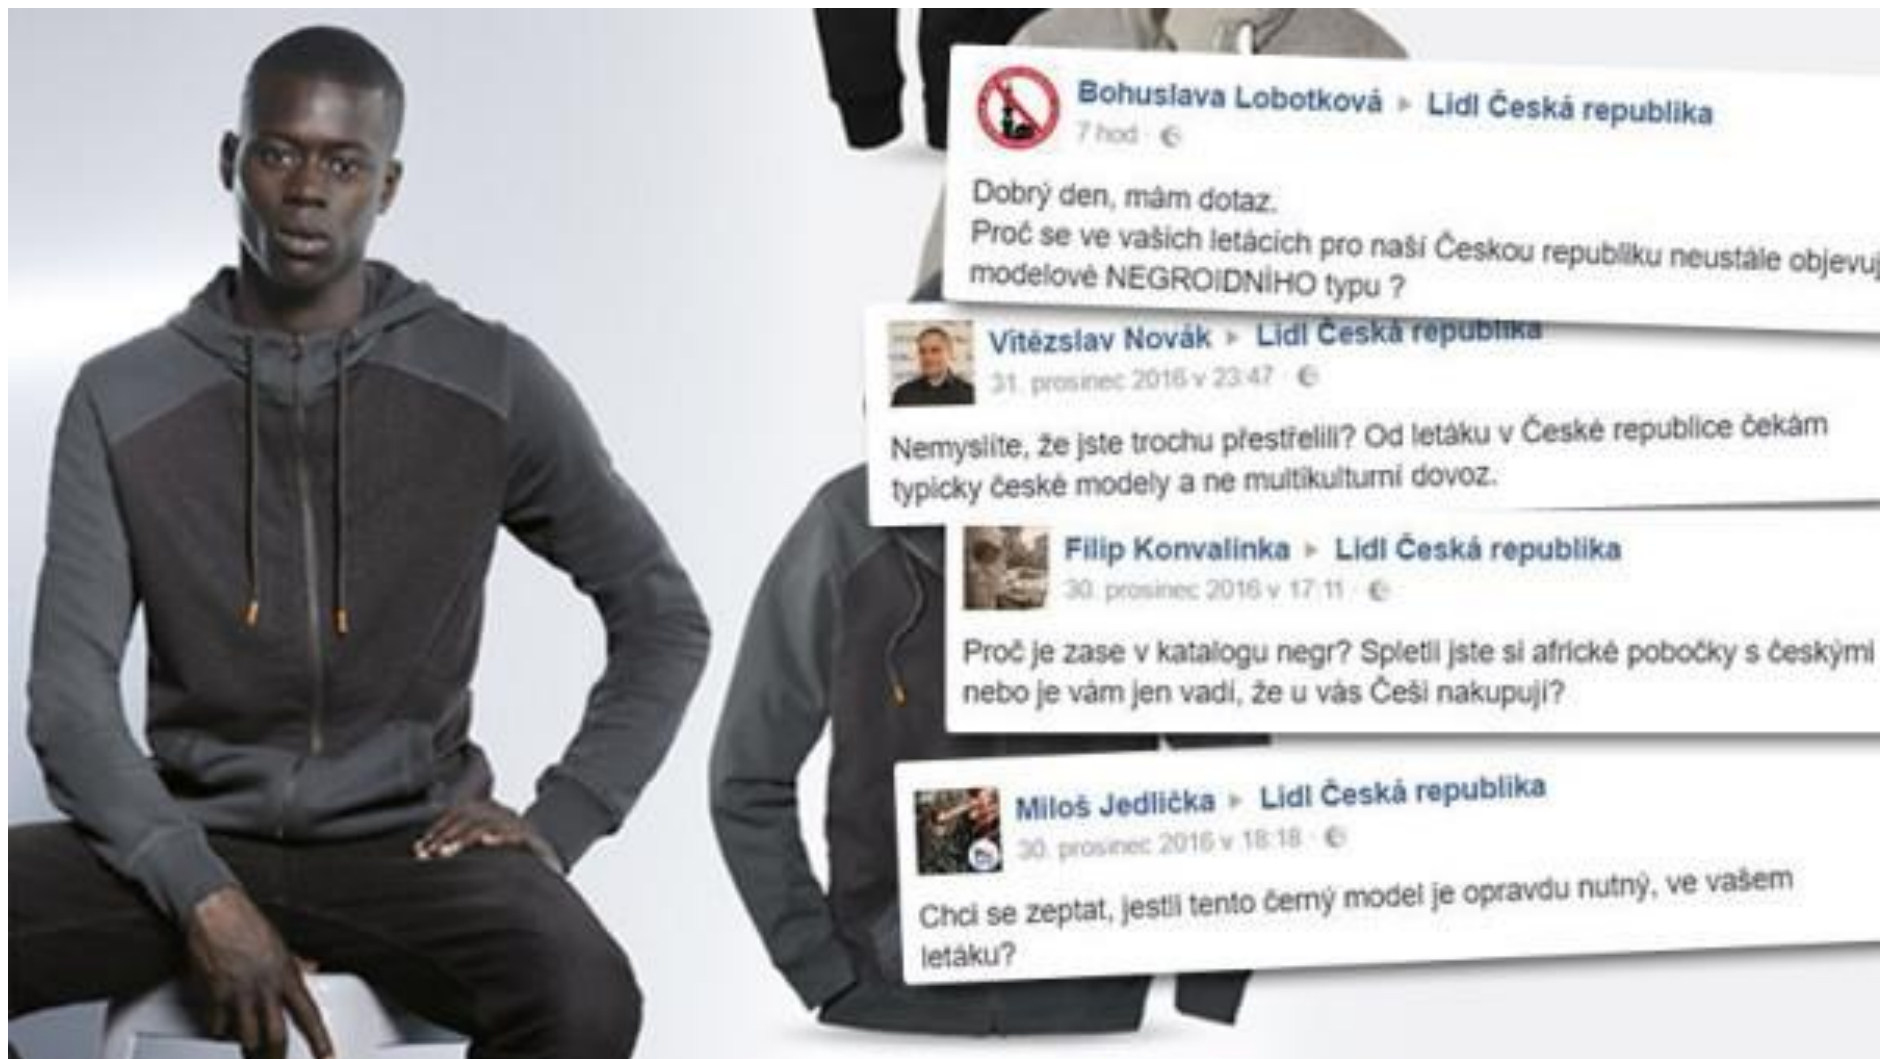 Bohuslava Lobotková ▸ Lidl Česká republika
7 hod ·
Dobrý den, mám dotaz.
Proč se ve vašich letácích pro naší Českou republiku neustále objevuj
modelové NEGROIDNÍHO typu ?
Vítězslav Novák ▸ Lidl Česká republika
31. prosinec 2016 v 23:47 ·
Nemyslíte, že jste trochu přestřelili? Od letáku v České republice čekám
typicky české modely a ne multikulturní dovoz.
Filip Konvalinka ▸ Lidl Česká republika
30. prosinec 2016 v 17:11 ·
Proč je zase v katalogu negr? Spletli jste si africké pobočky s českými
nebo je vám jen vadí, že u vás Češi nakupují?
Miloš Jedlička ▸ Lidl Česká republika
30. prosinec 2016 v 18:18 ·
Chci se zeptat, jestli tento černý model je opravdu nutný, ve vašem
letáku?